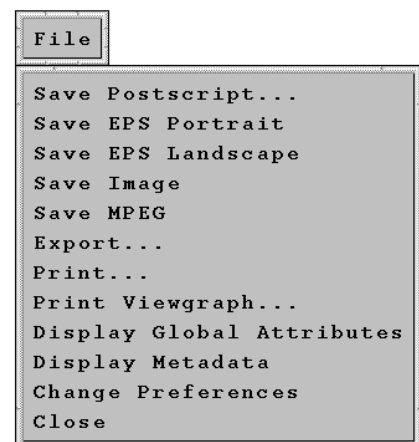 File
Save Postscript...
Save EPS Portrait
Save EPS Landscape
Save Image
Save MPEG
Export...
Print...
Print Viewgraph...
Display Global Attributes
Display Metadata
Change Preferences
Close